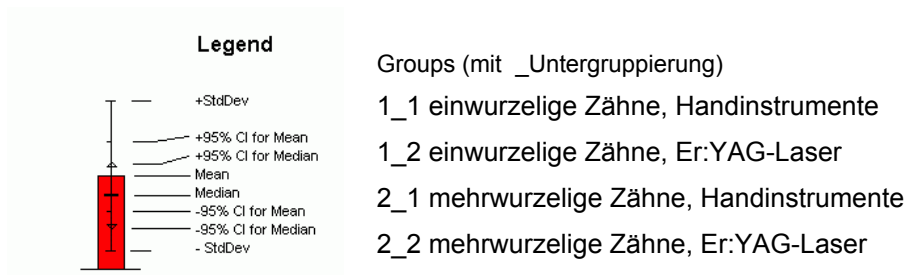 Legend
+StdDev
+95% CI for Mean
+95% CI for Median
Mean
Median
-95% CI for Mean
-95% CI for Median
- StdDev
Groups (mit _Untergruppierung)
1_1 einwurzelige Zähne, Handinstrumente
1_2 einwurzelige Zähne, Er:YAG-Laser
2_1 mehrwurzelige Zähne, Handinstrumente
2_2 mehrwurzelige Zähne, Er:YAG-Laser